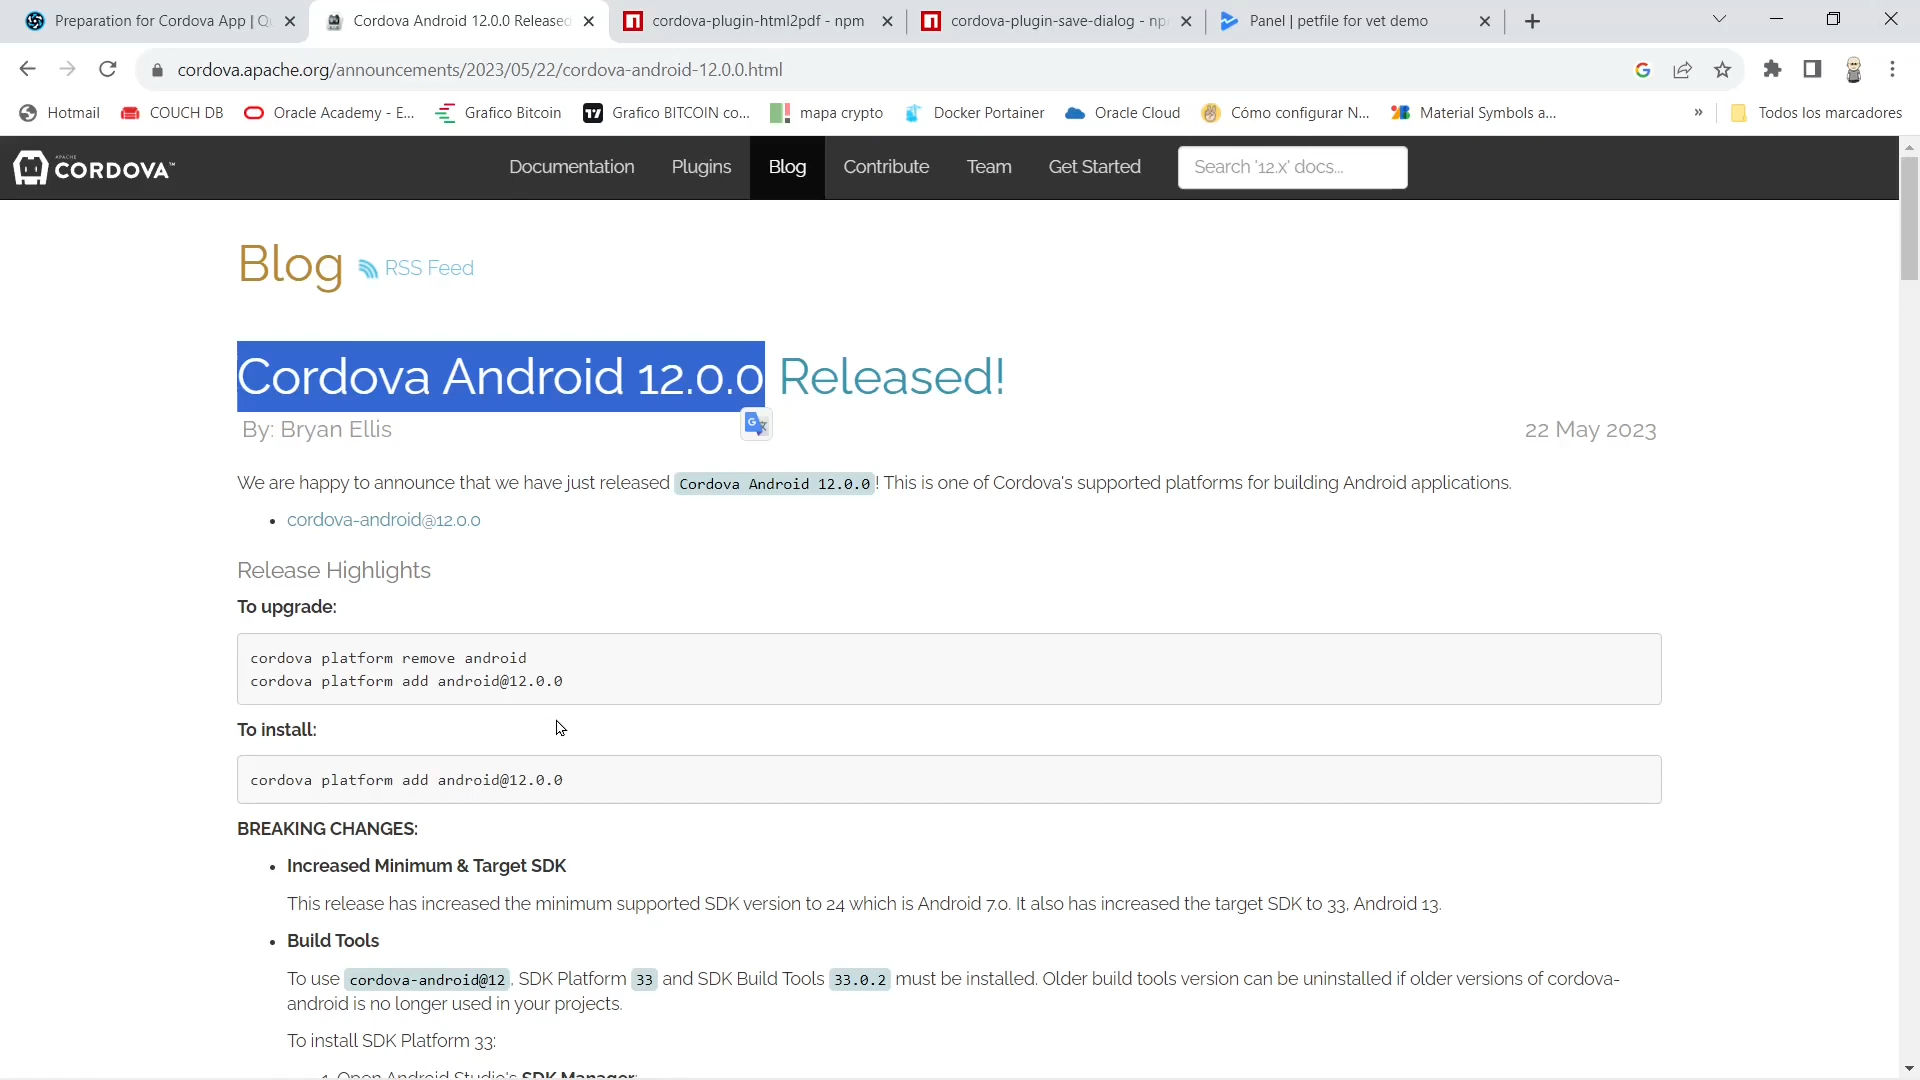 Preparation for Cordova App | Qu
Cordova Android 12.0.0 Released
cordova-plugin-html2pdf - npm
cordova-plugin-save-dialog - np
Panel | petfile for vet demo
cordova.apache.org/announcements/2023/05/22/cordova-android-12.0.0.html
Hotmail
COUCH DB
Oracle Academy - E...
Grafico Bitcoin
Grafico BITCOIN co...
mapa crypto
Docker Portainer
Oracle Cloud
Cómo configurar N...
Material Symbols a...
»
Todos los marcadores
APACHE
CORDOVA™
Documentation
Plugins
Blog
Contribute
Team
Get Started
Search '12.x' docs...
Blog RSS Feed
Cordova Android 12.0.0 Released!
By: Bryan Ellis
22 May 2023
We are happy to announce that we have just released Cordova Android 12.0.0! This is one of Cordova's supported platforms for building Android applications.
• cordova-android@12.0.0
Release Highlights
To upgrade:
cordova platform remove android
cordova platform add android@12.0.0
To install:
cordova platform add android@12.0.0
BREAKING CHANGES:
• Increased Minimum & Target SDK
This release has increased the minimum supported SDK version to 24 which is Android 7.0. It also has increased the target SDK to 33, Android 13.
• Build Tools
To use cordova-android@12, SDK Platform 33 and SDK Build Tools 33.0.2 must be installed. Older build tools version can be uninstalled if older versions of cordova-
android is no longer used in your projects.
To install SDK Platform 33:
1. Open Android Studio's SDK Manager: